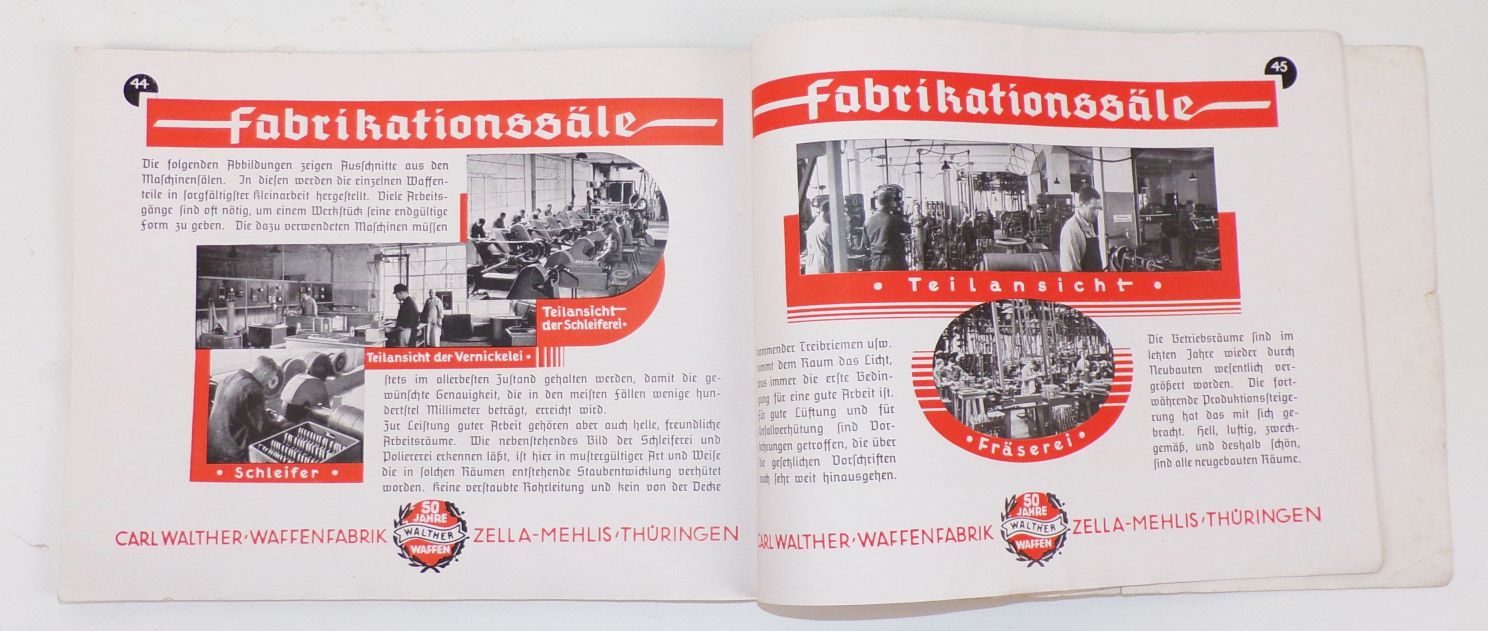 44
Fabrikationssäle
Die folgenden Abbildungen zeigen Ausschnitte aus den
Maschinensälen. In diesen werden die einzelnen Waffen-
teile in sorgfältigster Kleinarbeit hergestellt. Viele Arbeits-
gänge sind oft nötig, um einem Werkstück seine endgültige
Form zu geben. Die dazu verwendeten Maschinen müssen
Teilansicht
der Schleiferei•
Teilansicht der Vernickelei •
• Schleifer •
stets im allerbesten Zustand gehalten werden, damit die ge-
wünschte Genauigkeit, die in den meisten Fällen wenige hun-
dertstel Millimeter beträgt, erreicht wird.
Zur Leistung guter Arbeit gehören aber auch helle, freundliche
Arbeitsräume. Wie nebenstehendes Bild der Schleiferei und
Poliererei erkennen läßt, ist hier in mustergültiger Art und Weise
die in solchen Räumen entstehende Staubentwicklung verhütet
worden. Keine verstaubte Rohrleitung und kein von der Decke
CARL WALTHER, WAFFENFABRIK
50
JAHRE
WALTHER
WAFFEN
ZELLA-MEHLIS, THÜRINGEN
45
Fabrikationssäle
• Teilansicht •
kommender Treibriemen usw.
nimmt dem Raum das Licht,
was immer die erste Bedin-
gung für eine gute Arbeit ist.
Für gute Lüftung und für
Unfallverhütung sind Vor-
kehrungen getroffen, die über
die gesetzlichen Vorschriften
noch sehr weit hinausgehen.
• Fräserei •
Die Betriebsräume sind im
letzten Jahre wieder durch
Neubauten wesentlich ver-
größert worden. Die fort-
währende Produktionssteige-
rung hat das mit sich ge-
bracht. Hell, luftig, zweck-
gemäß, und deshalb schön,
sind alle neugebauten Räume.
CARL WALTHER, WAFFENFABRIK
50
JAHRE
WALTHER
WAFFEN
ZELLA-MEHLIS, THÜRINGEN